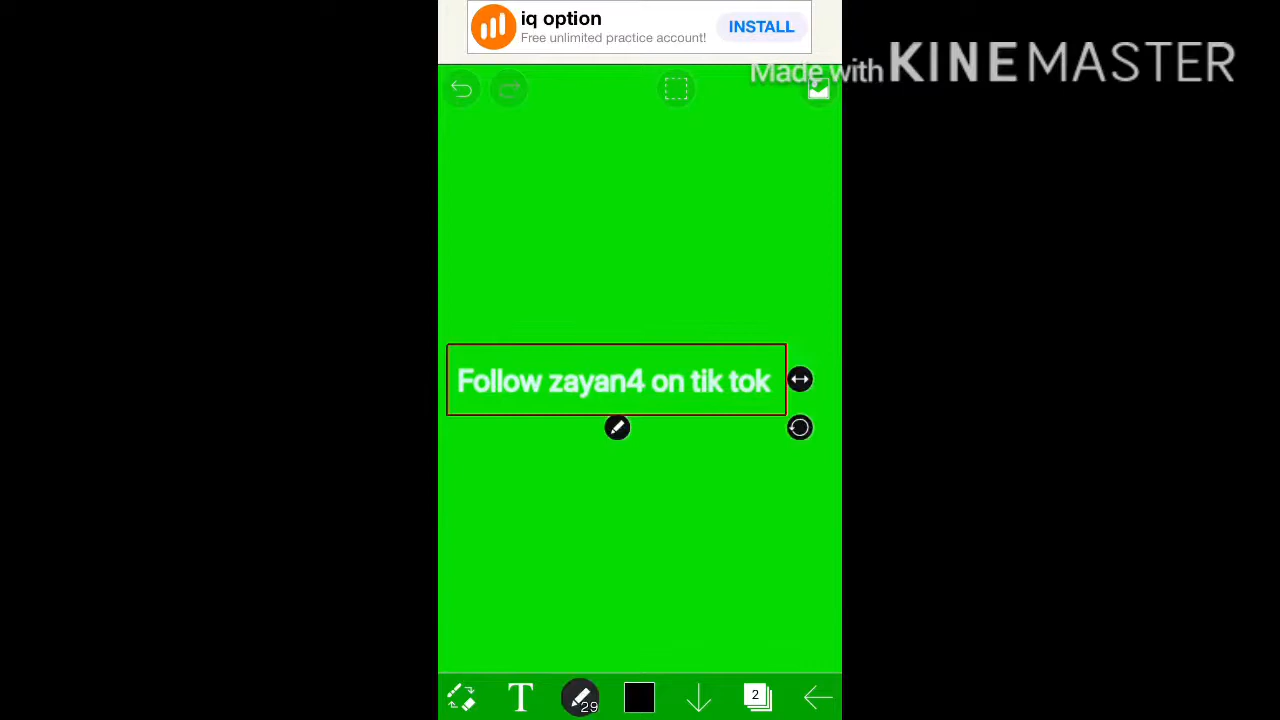 iq option
Free unlimited practice account!
INSTALL
Made with KINEMASTER
Follow zayan4 on tik tok
T
29
2